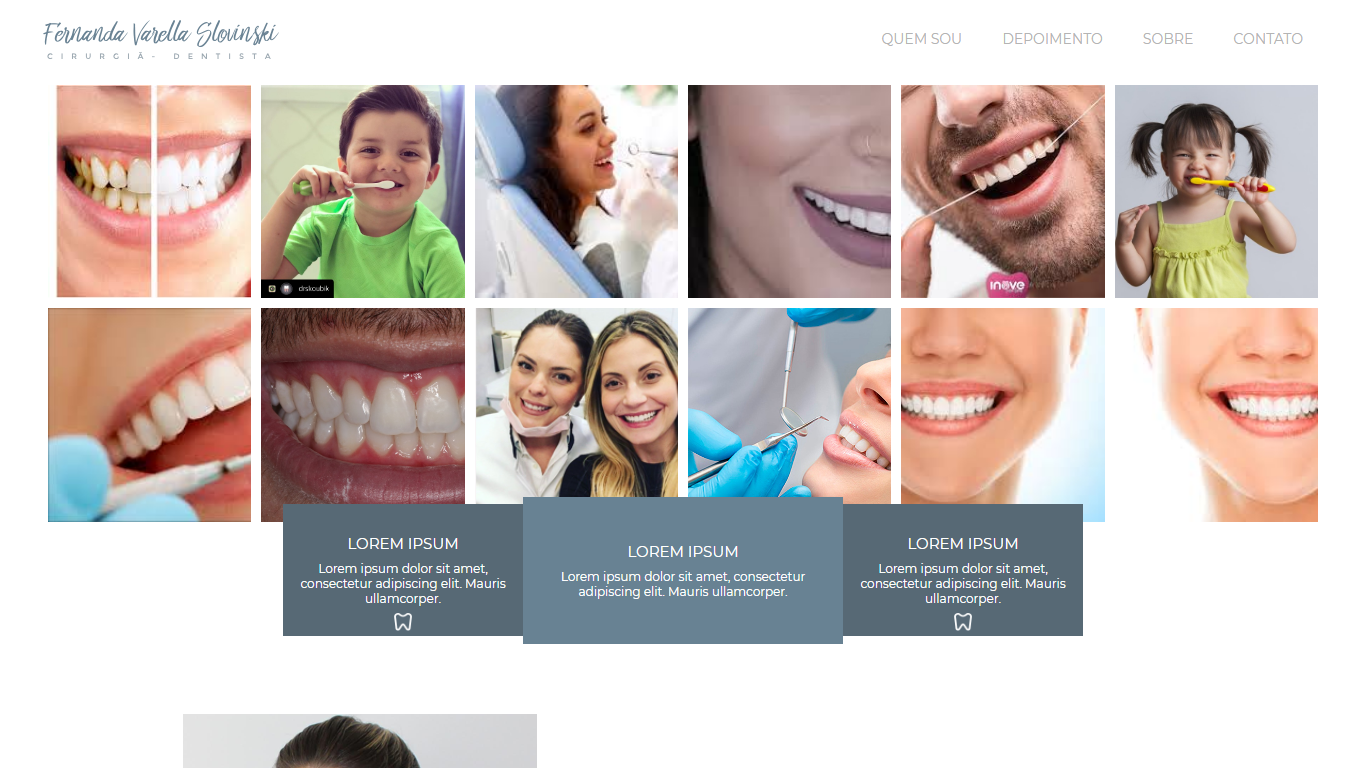 Fernanda Varella Slovinski
CIRURGIÃ- DENTISTA
QUEM SOU
DEPOIMENTO
SOBRE
CONTATO
drskoubik
INOVE
LOREM IPSUM
Lorem ipsum dolor sit amet,
consectetur adipiscing elit. Mauris
ullamcorper.
LOREM IPSUM
Lorem ipsum dolor sit amet, consectetur
adipiscing elit. Mauris ullamcorper.
LOREM IPSUM
Lorem ipsum dolor sit amet,
consectetur adipiscing elit. Mauris
ullamcorper.